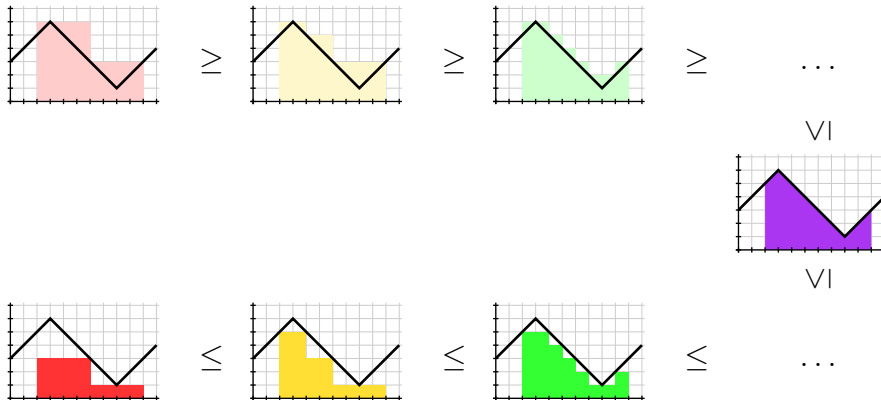 ≥ ≥ ≥ ...
≥
≥
≤ ≤ ≤ ...